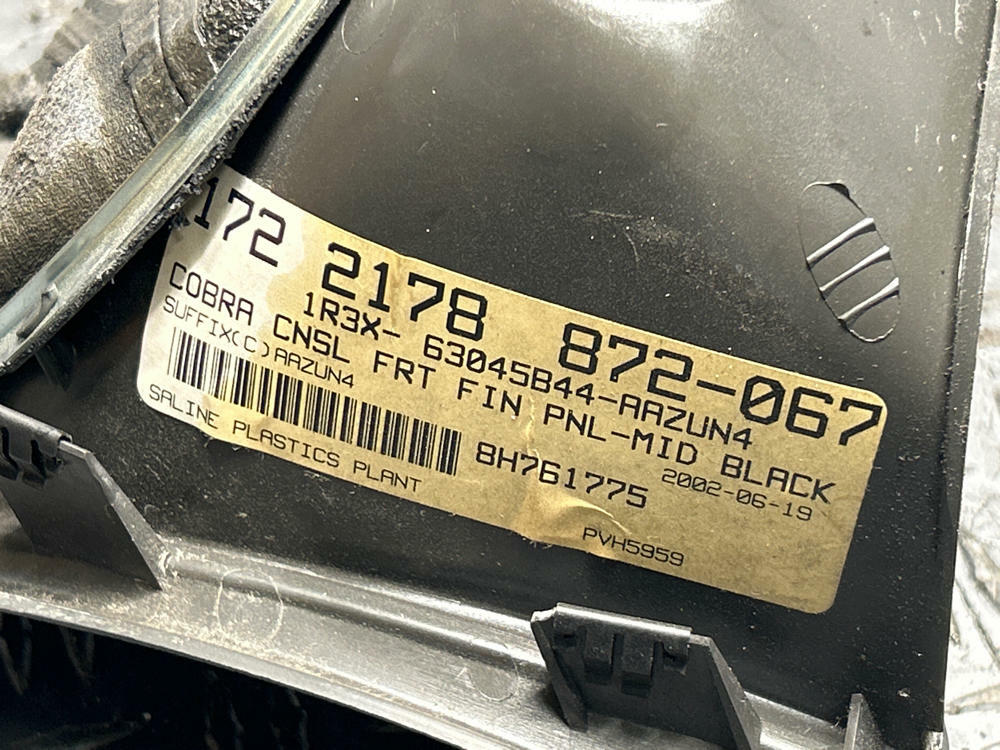 172 2178 872-067
1R3X- 63045B44-AAZUN4
COBRA CNSL FRT FIN PNL-MID BLACK
SUFFIX(C)AAZUN4
8H761775
2002-06-19
SALINE PLASTICS PLANT
PVH5959